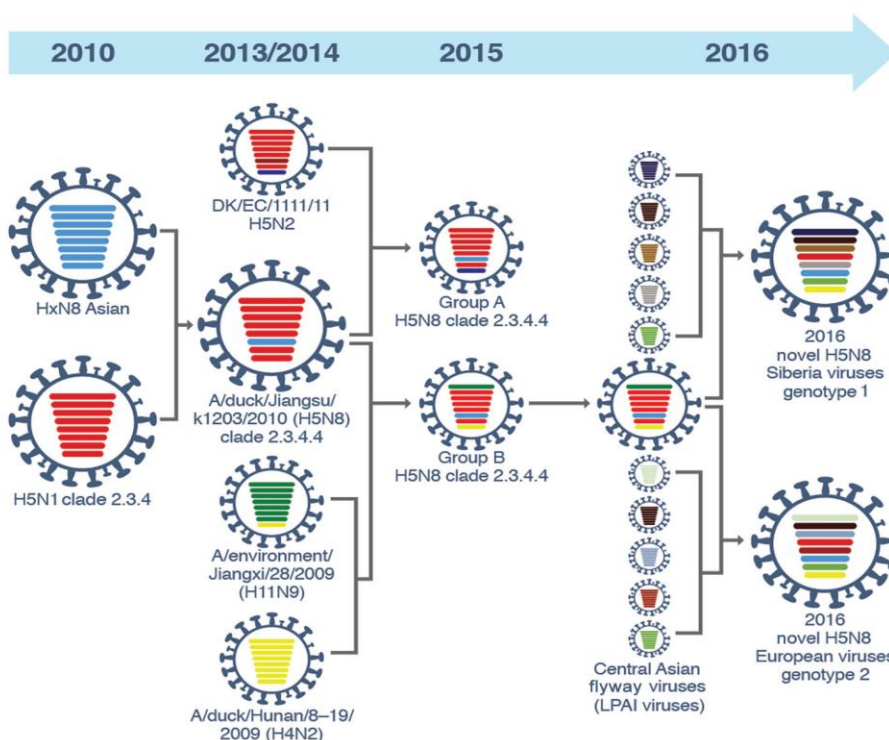 2010
2013/2014
2015
2016
HxN8 Asian
H5N1 clade 2.3.4
DK/EC/1111/11
H5N2
A/duck/Jiangsu/
k1203/2010 (H5N8)
clade 2.3.4.4
A/environment/
Jiangxi/28/2009
(H11N9)
A/duck/Hunan/8–19/
2009 (H4N2)
Group A
H5N8 clade 2.3.4.4
Group B
H5N8 clade 2.3.4.4
Central Asian
flyway viruses
(LPAI viruses)
2016
novel H5N8
Siberia viruses
genotype 1
2016
novel H5N8
European viruses
genotype 2